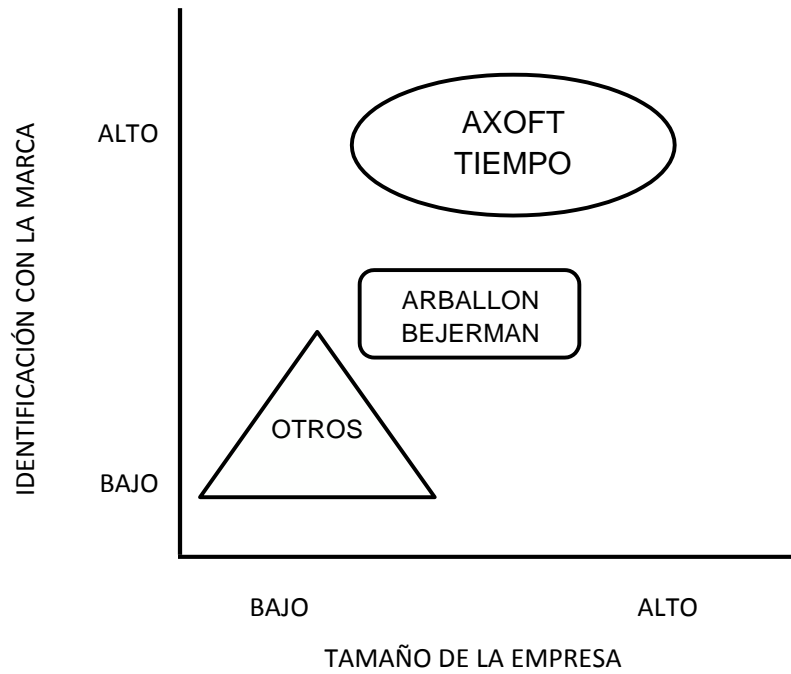 IDENTIFICACIÓN CON LA MARCA
ALTO
AXOFT
TIEMPO
ARBALLON
BEJERMAN
OTROS
BAJO
BAJO
ALTO
TAMAÑO DE LA EMPRESA